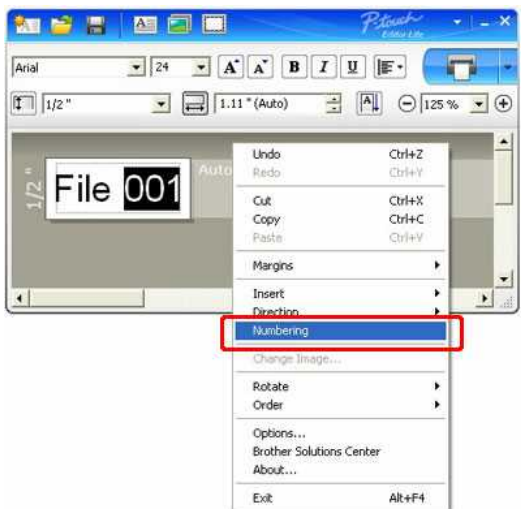 P-touch
Editor Lite
Arial 24 A A B I U
1/2" 1.11" (Auto) A 125 %
1/2" File 001 Auto
Undo Ctrl+Z
Redo Ctrl+Y
Cut Ctrl+X
Copy Ctrl+C
Paste Ctrl+V
Margins
Insert
Direction
Numbering
Change Image...
Rotate
Order
Options...
Brother Solutions Center
About...
Exit Alt+F4